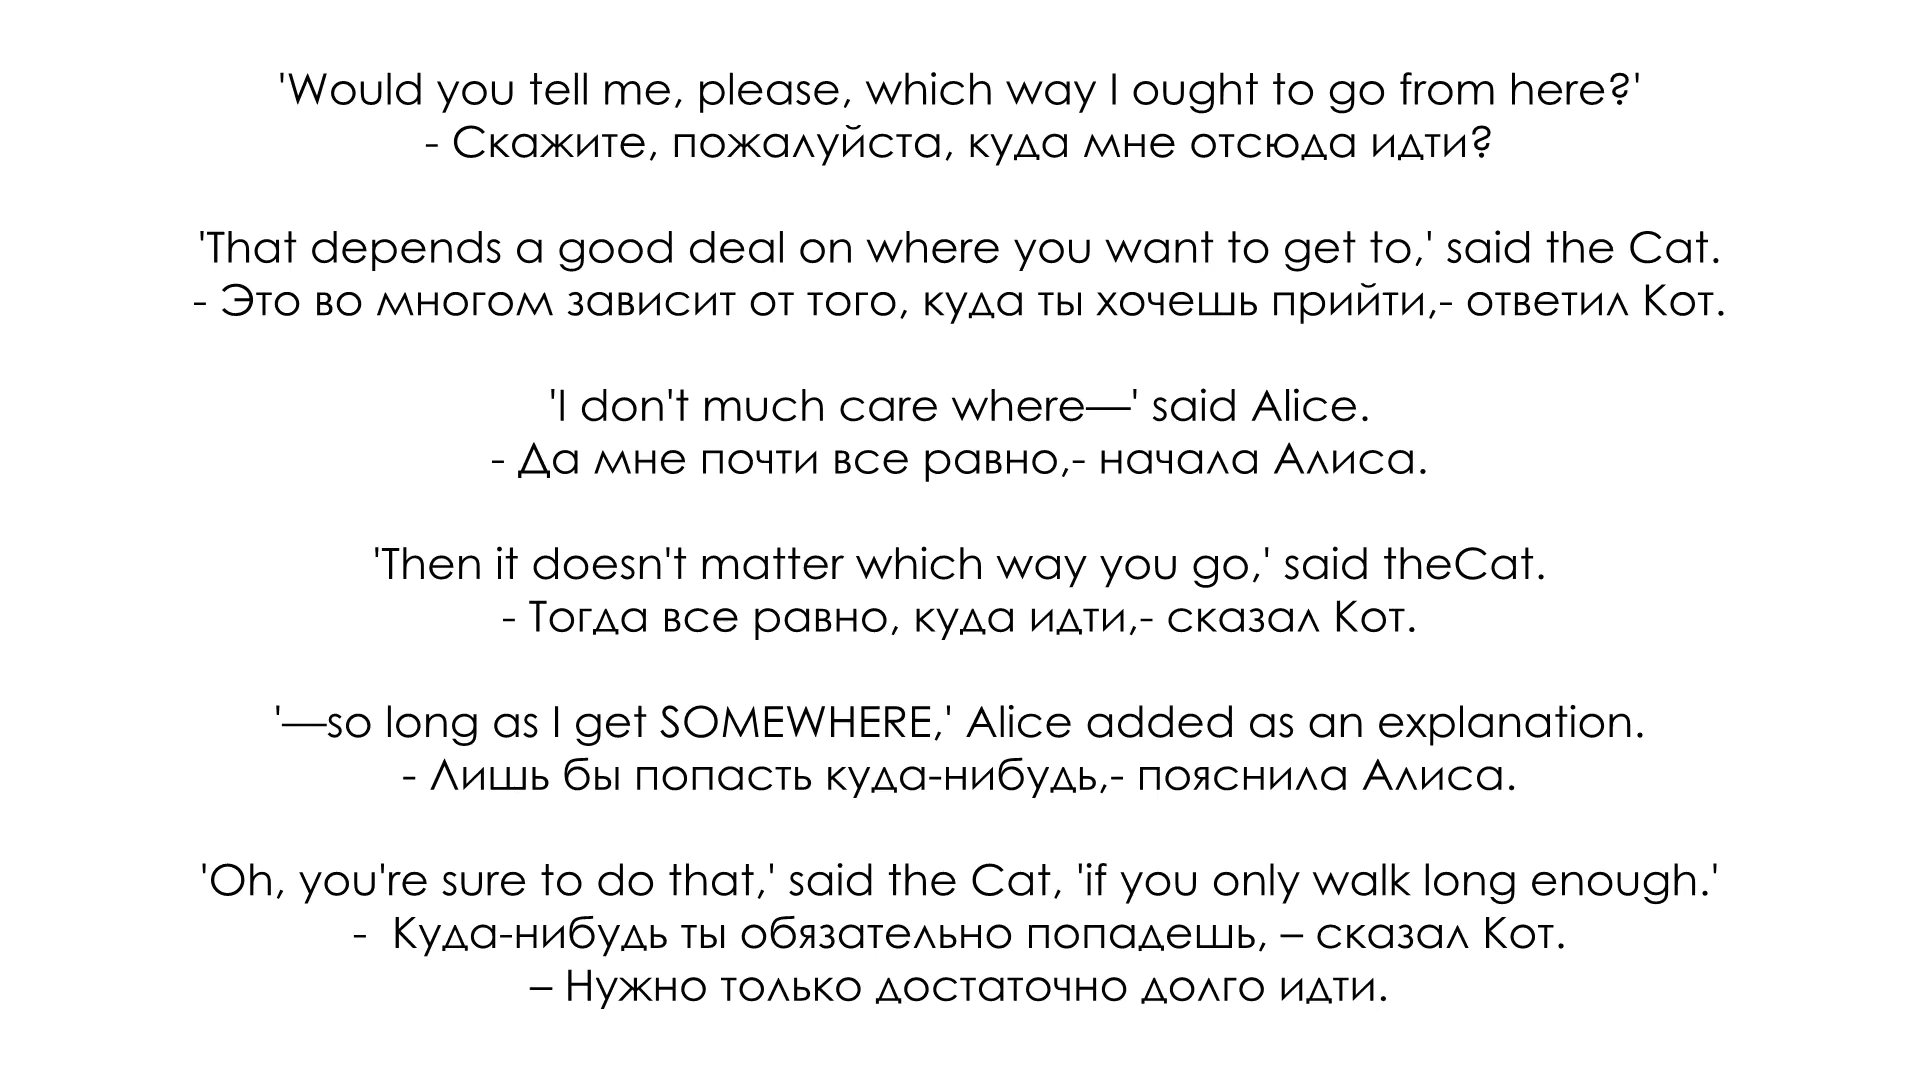 'Would you tell me, please, which way I ought to go from here?'
- Скажите, пожалуйста, куда мне отсюда идти?
'That depends a good deal on where you want to get to,' said the Cat.
- Это во многом зависит от того, куда ты хочешь прийти,- ответил Кот.
'I don't much care where—' said Alice.
- Да мне почти все равно,- начала Алиса.
'Then it doesn't matter which way you go,' said theCat.
- Тогда все равно, куда идти,- сказал Кот.
'—so long as I get SOMEWHERE,' Alice added as an explanation.
- Лишь бы попасть куда-нибудь,- пояснила Алиса.
'Oh, you're sure to do that,' said the Cat, 'if you only walk long enough.'
-  Куда-нибудь ты обязательно попадешь, – сказал Кот.
– Нужно только достаточно долго идти.